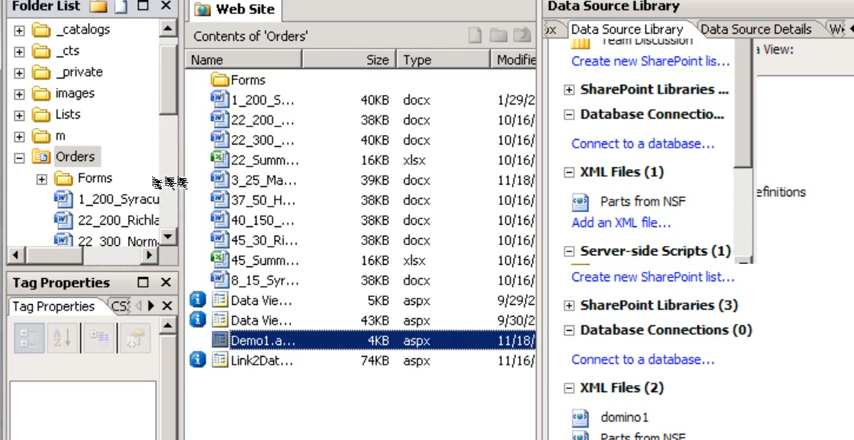 Folder List
_catalogs
_cts
_private
images
Lists
m
Orders
Forms
1_200_Syracu
22_200_Richla
22_300_Norm
Tag Properties
Tag Properties
CS
Web Site
Contents of 'Orders'
Name Size Type Modifie
Forms
1_200_S... 40KB docx 1/29/2
22_200_... 38KB docx 10/16/
22_300_... 40KB docx 10/16/
22_Summ... 16KB xlsx 10/16/
3_25_Ma... 39KB docx 11/18/
37_50_H... 38KB docx 10/16/
40_150_... 38KB docx 10/16/
45_30_Ri... 38KB docx 10/16/
45_Summ... 16KB xlsx 10/16/
8_15_Syr... 38KB docx 10/16/
Data Vie... 5KB aspx 9/29/2
Data Vie... 43KB aspx 9/30/2
Demo1.a... 4KB aspx 11/18/
Link2Dat... 74KB aspx 11/16/
Data Source Library
Data Source Library
Data Source Details
Team Discussion
a View:
Create new SharePoint lis...
SharePoint Libraries ...
Database Connectio...
Connect to a database...
XML Files (1)
efinitions
Parts from NSF
Add an XML file...
Server-side Scripts (1)
Create new SharePoint list...
SharePoint Libraries (3)
Database Connections (0)
Connect to a database...
XML Files (2)
domino1
Parts from NSF